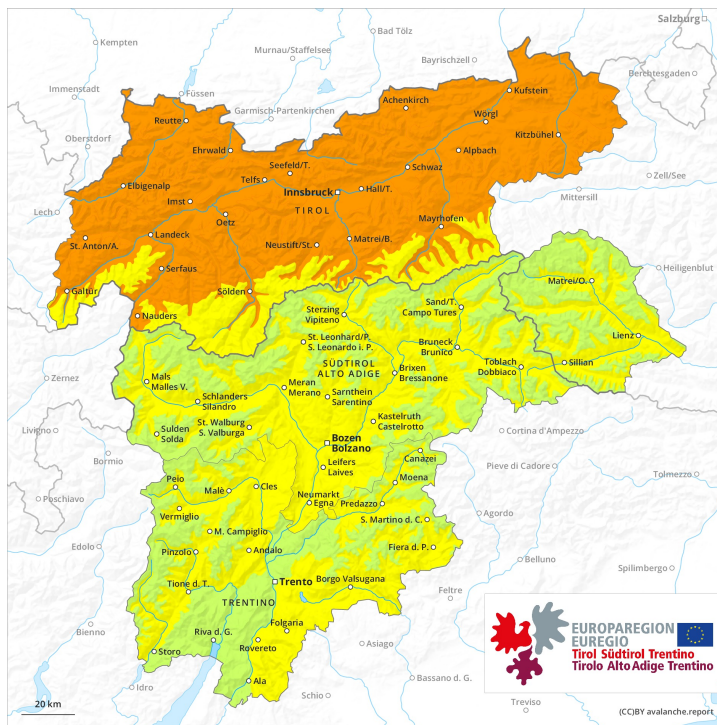 Salzburg
Kempten
Bad Tölz
Murnau/Staffelsee
Bayrischzell
Berchtesgaden
Immenstadt
Füssen
Garmisch-Partenkirchen
Achenkirch
Kufstein
Reutte
Wörgl
Oberstdorf
Kitzbühel
Ehrwald
Alpbach
Seefeld/T.
Schwaz
Zell/See
Telfs
Elbigenalp
Innsbruck
Hall/T.
Mittersill
Imst
TIROL
Lech
Oetz
Mayrhofen
St. Anton/A.
Landeck
Neustift/St.
Matrei/B.
Heiligenblut
Serfaus
Matrei/O.
Galtür
Sölden
Nauders
Sterzing
Vipiteno
Sand/T.
Campo Tures
Lienz
St. Leonhard/P.
S. Leonardo i. P.
Bruneck
Brunico
SÜDTIROL
ALTO ADIGE
Toblach
Dobbiaco
Sillian
Zernez
Mals
Malles V.
Meran
Merano
Brixen
Bressanone
Sarnthein
Sarentino
Schlanders
Silandro
Livigno
St. Walburg
S. Valburga
Kastelruth
Castelrotto
Sulden
Solda
Cortina d'Ampezzo
Bozen
Bolzano
Bormio
Canazei
Pieve di Cadore
Leifers
Laives
Tolmezzo
Peio
Moena
Poschiavo
Malè
Cles
Neumarkt
Egna
Predazzo
Vermiglio
Agordo
S. Martino d. C.
M. Campiglio
Edolo
Pinzolo
Andalo
Fiera d. P.
Belluno
Spilimbergo
Tione d. T.
Trento
Borgo Valsugana
Feltre
TRENTINO
Folgaria
Bienno
Riva d. G.
Rovereto
Asiago
Storo
Bassano d. G.
Ala
Idro
Schio
Treviso
EUROPAREGION
EUREGIO
Tirol Südtirol Trentino
Tirolo Alto Adige Trentino
20 km
(CC)BY avalanche.report